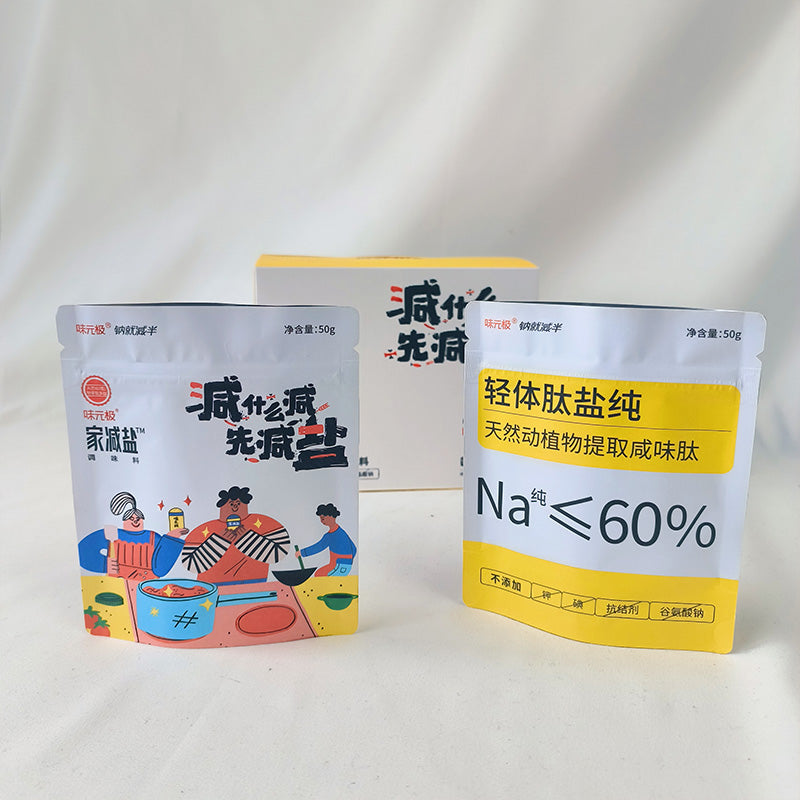 减什么
先减
味元极® 钠就减半
净含量:50g
味元极®
家减盐™
调味料
减什么减
先减盐
味元极® 钠就减半
净含量:50g
轻体肽盐纯
天然动植物提取咸味肽
Na纯≤60%
不添加 钾 碘 抗结剂 谷氨酸钠